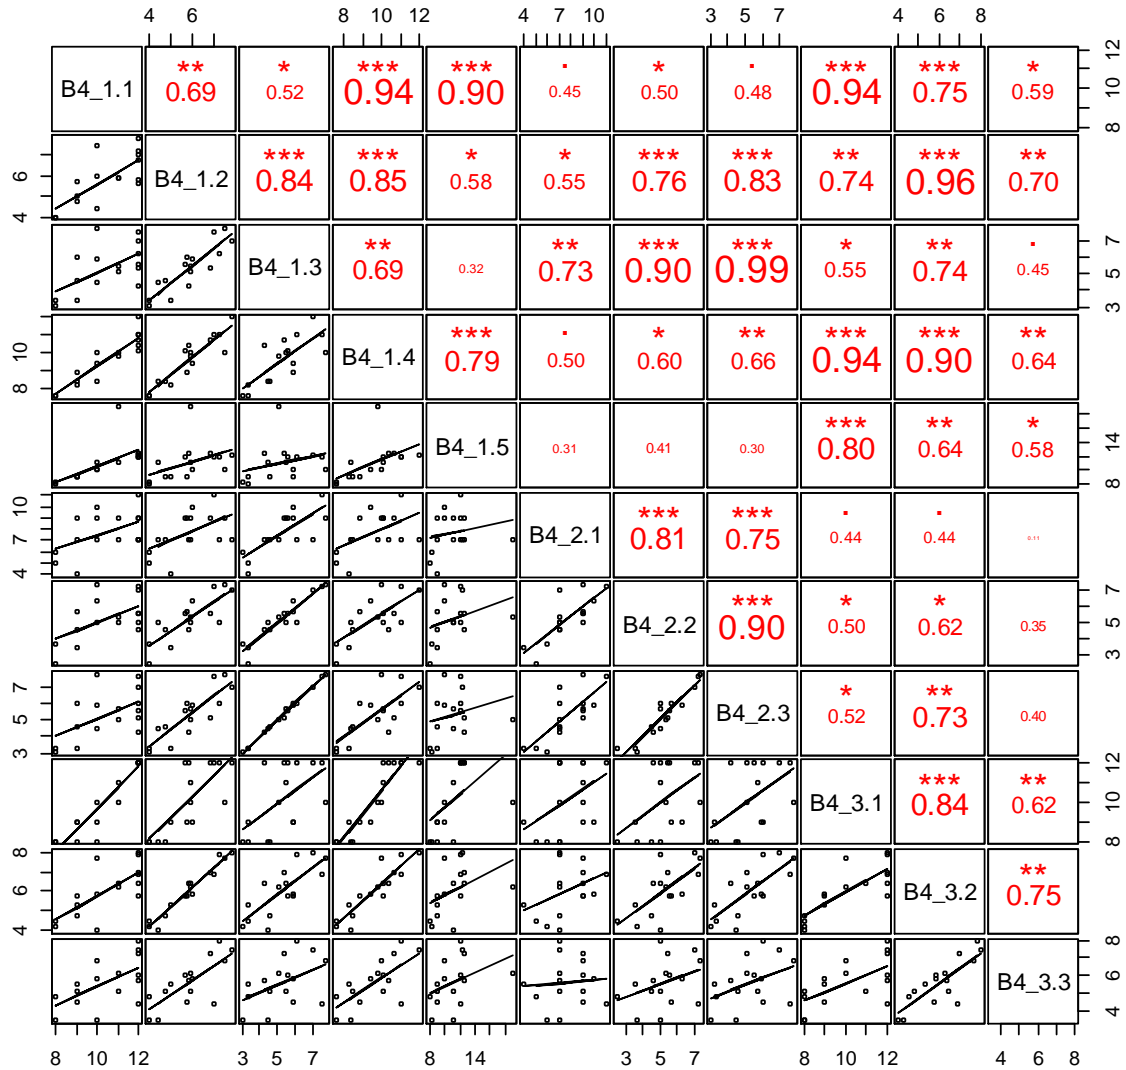 4 6 8 10 12 4 10 3 5 7 4 6 8
B4_1.1 ** 0.69 * 0.52 *** 0.94 *** 0.90 . 0.45 * 0.50 . 0.48 *** 0.94 *** 0.75 * 0.59 8 10 12
4 6 B4_1.2 *** 0.84 *** 0.85 * 0.58 * 0.55 *** 0.76 *** 0.83 ** 0.74 *** 0.96 ** 0.70
B4_1.3 ** 0.69 0.32 ** 0.73 *** 0.90 *** 0.99 * 0.55 ** 0.74 . 0.45 3 5 7
8 10 B4_1.4 *** 0.79 . 0.50 * 0.60 ** 0.66 *** 0.94 *** 0.90 ** 0.64
B4_1.5 0.31 0.41 0.30 *** 0.80 ** 0.64 * 0.58 8 14
4 7 10 B4_2.1 *** 0.81 *** 0.75 . 0.44 . 0.44 0.11
B4_2.2 *** 0.90 * 0.50 * 0.62 0.35 3 5 7
3 5 7 B4_2.3 * 0.52 ** 0.73 0.40
B4_3.1 *** 0.84 ** 0.62 8 10 12
4 6 8 B4_3.2 ** 0.75
B4_3.3 4 6 8
8 10 12 3 5 7 8 14 3 5 7 8 10 12 4 6 8